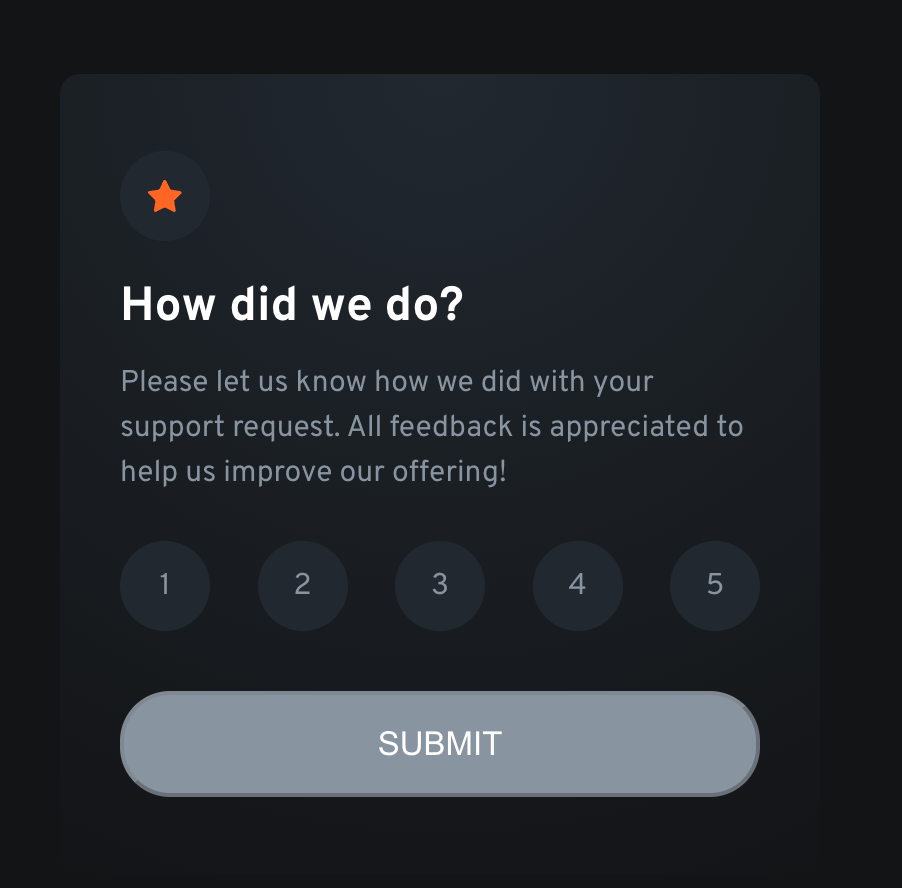 How did we do?
Please let us know how we did with your
support request. All feedback is appreciated to
help us improve our offering!
1 2 3 4 5
SUBMIT